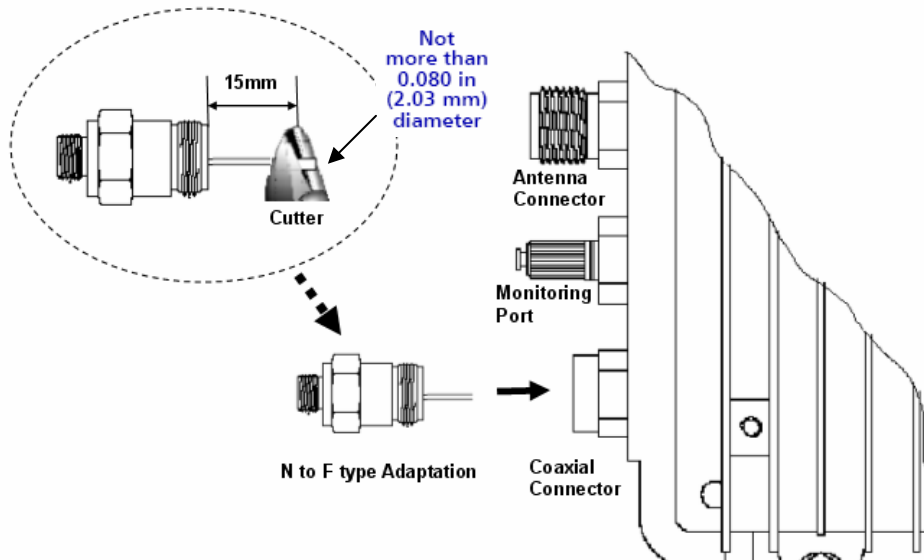 Not
more than
0.080 in
(2.03 mm)
diameter
15mm
Cutter
Antenna
Connector
Monitoring
Port
N to F type Adaptation
Coaxial
Connector